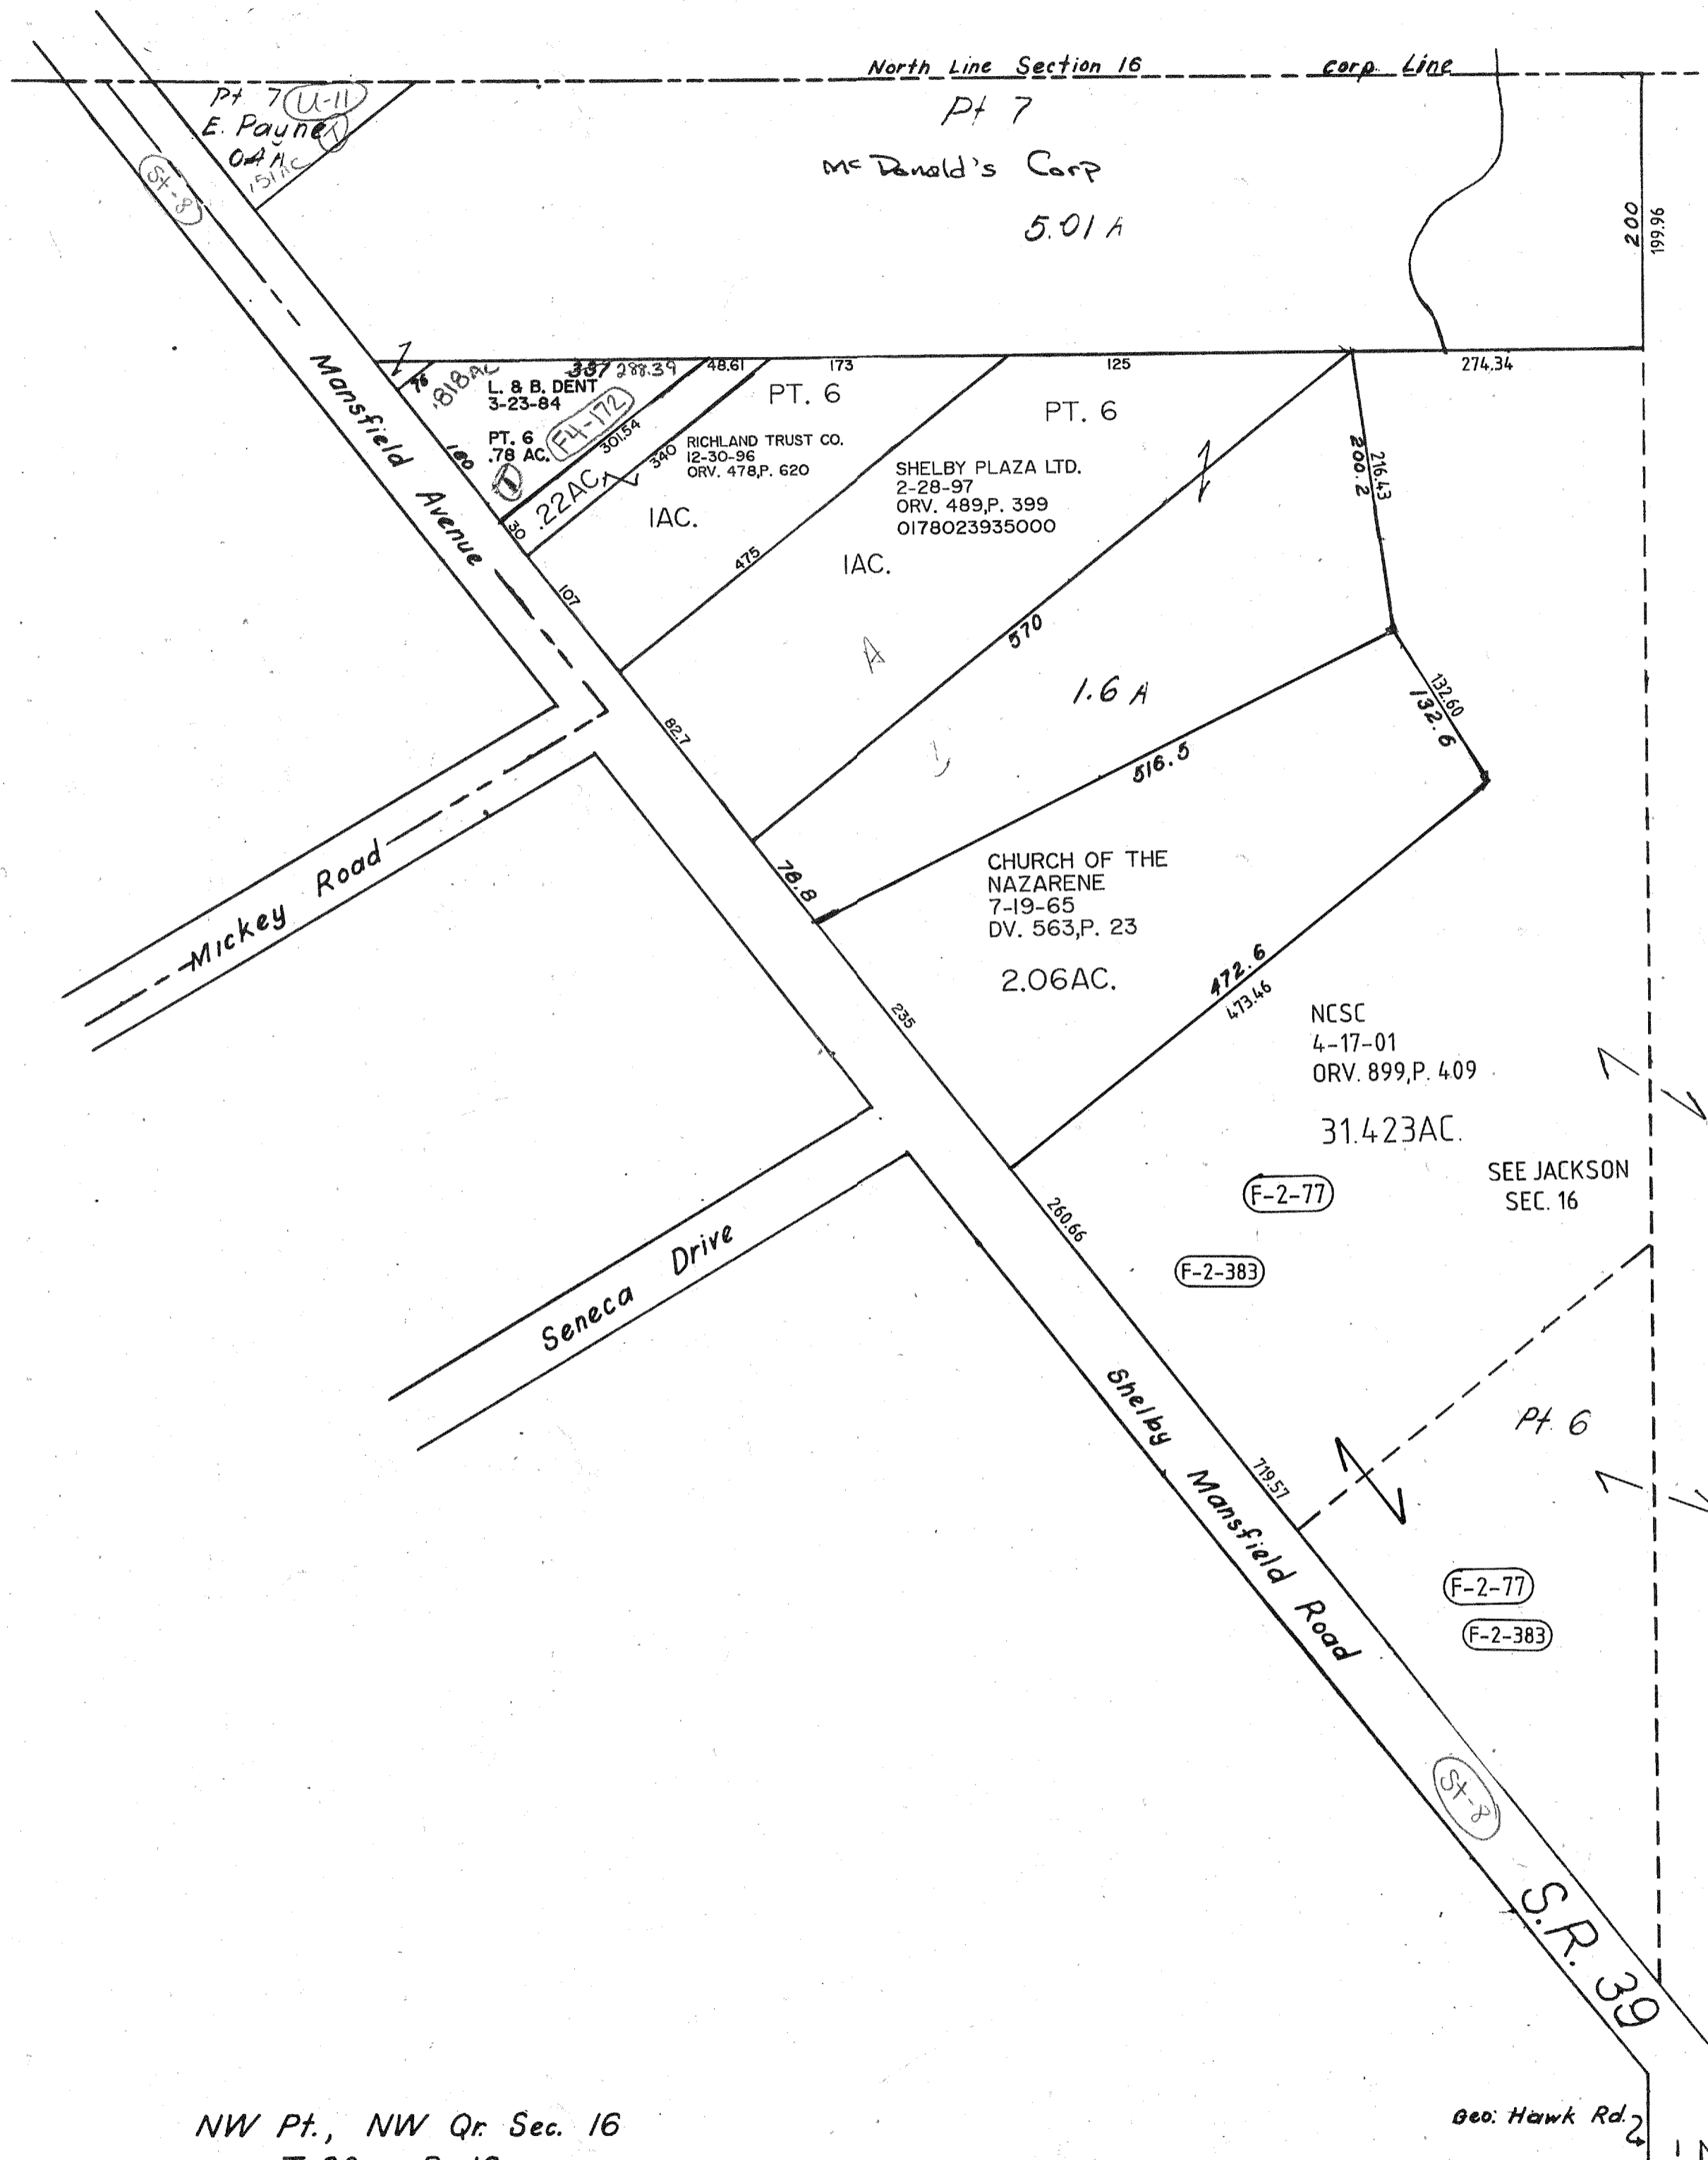 North Line Section 16
Corp. Line
Pt 7 U-11
E. Payne
.151AC
St-8
Pt 7
McDonald's Corp
5.01 A
200
199.96
Mansfield Avenue
96
.818AC
337 288.39
48.61
173
125
274.34
L. & B. DENT
3-23-84
PT. 6
.78 AC.
F4-172
1
180
301.54
340
30
.22AC
PT. 6
RICHLAND TRUST CO.
12-30-96
ORV. 478,P. 620
1AC.
107
475
PT. 6
SHELBY PLAZA LTD.
2-28-97
ORV. 489,P. 399
0178023935000
1AC.
A
82.7
570
216.43
200.2
1.6 A
132.60
132.6
516.5
78.8
Mickey Road
CHURCH OF THE
NAZARENE
7-19-65
DV. 563,P. 23
2.06AC.
235
472.6
473.46
NCSC
4-17-01
ORV. 899,P. 409
31.423AC.
SEE JACKSON
SEC. 16
F-2-77
F-2-383
260.66
Seneca Drive
Shelby Mansfield Road
719.57
Pt. 6
F-2-77
F-2-383
St-8
S.R. 39
Geo. Hawk Rd.
NW Pt., NW Qr. Sec. 16